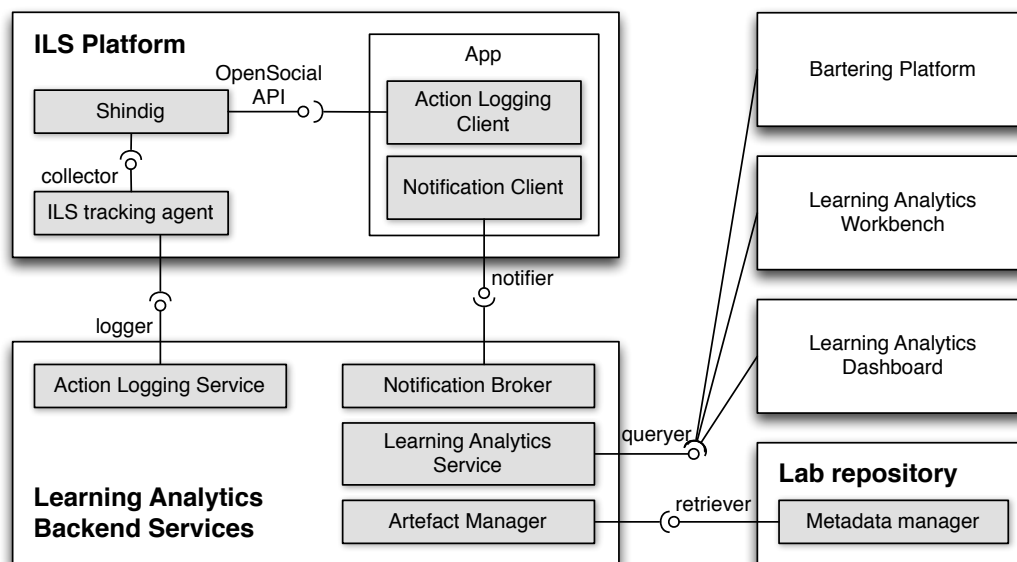 ILS Platform
App
OpenSocial
API
Shindig
Action Logging
Client
collector
Notification Client
ILS tracking agent
notifier
logger
Bartering Platform
Learning Analytics
Workbench
Learning Analytics
Dashboard
Action Logging Service
Notification Broker
queryer
Learning Analytics
Service
Learning Analytics
Backend Services
Artefact Manager
retriever
Lab repository
Metadata manager